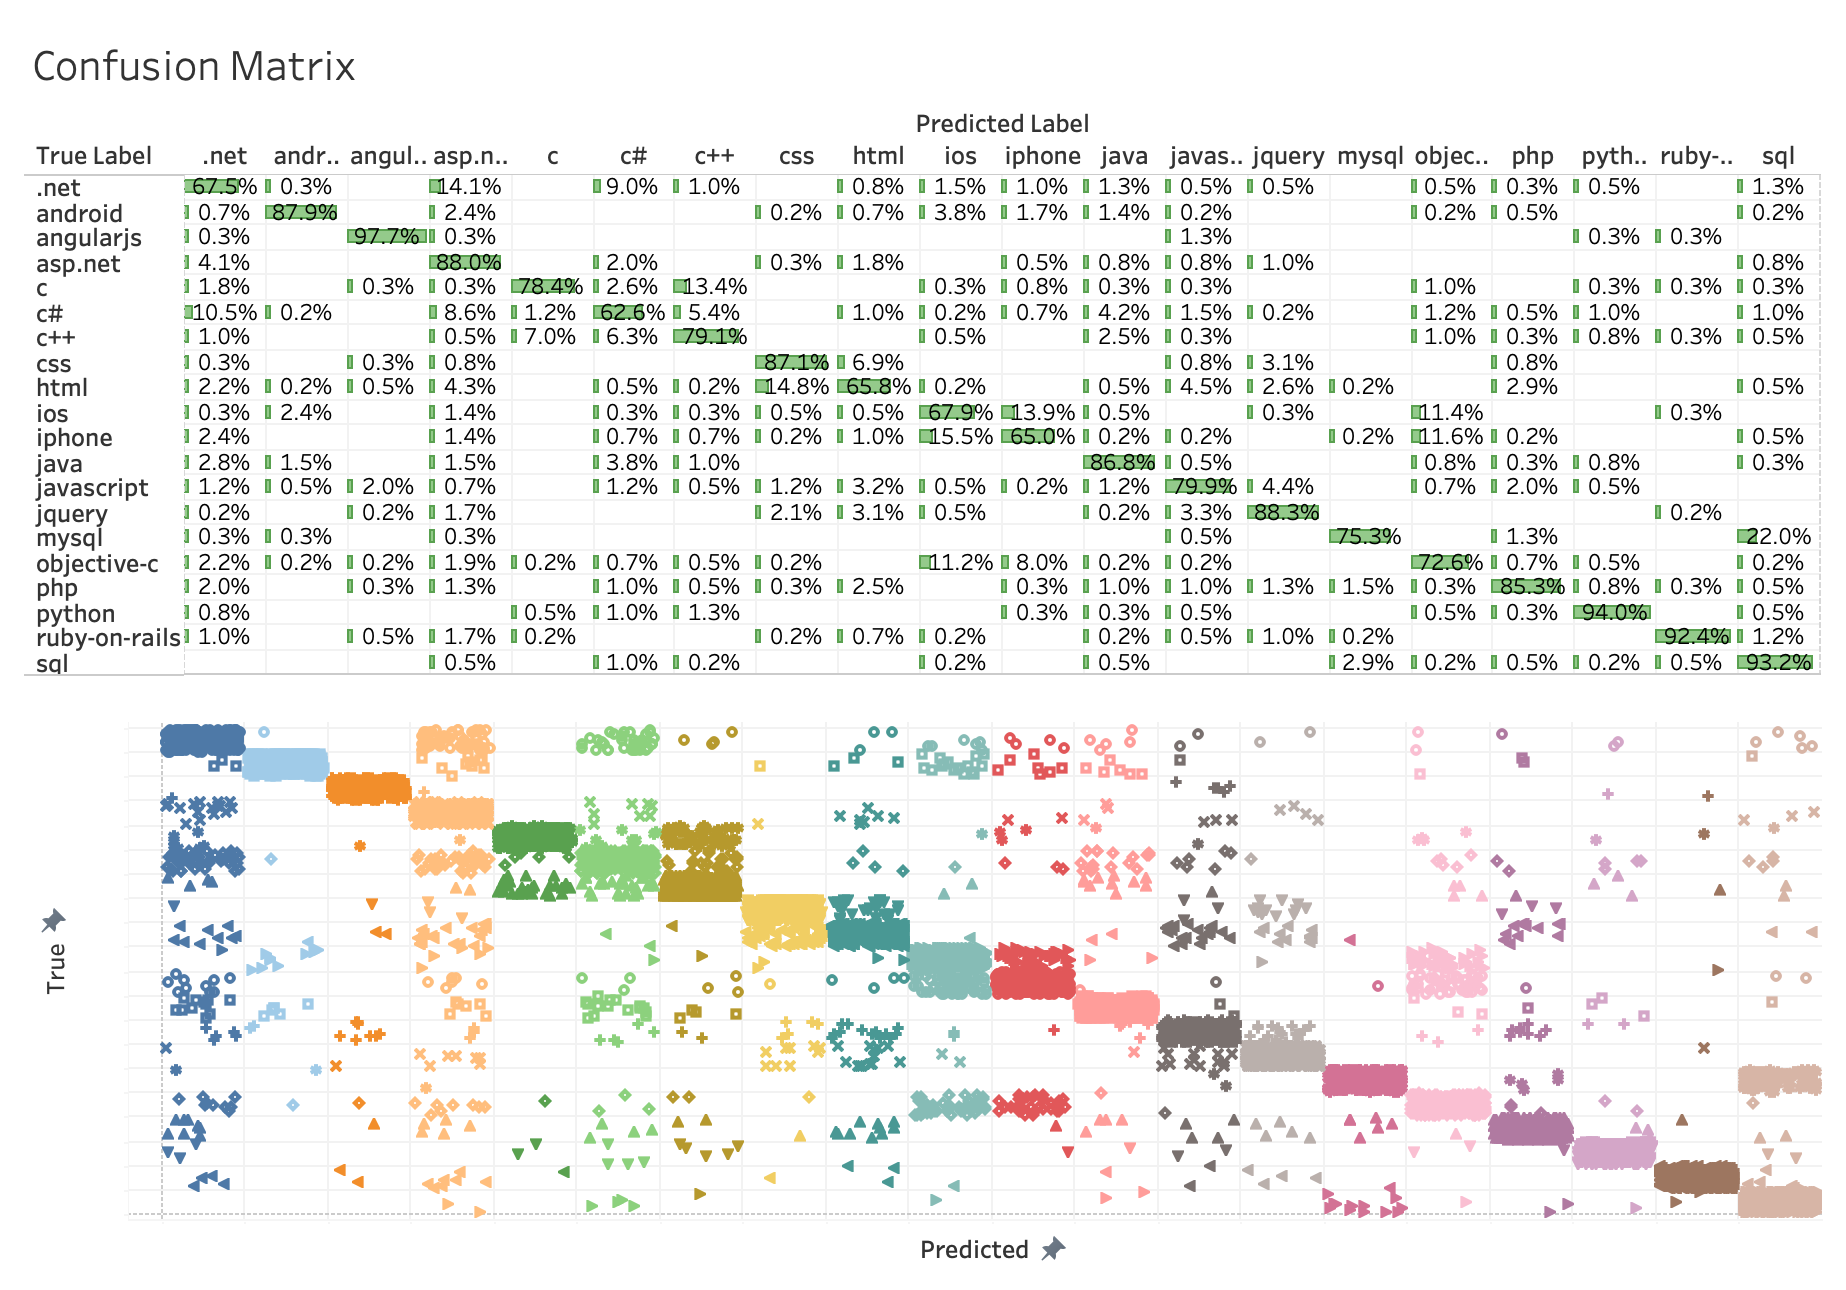 Confusion Matrix
Predicted Label
True Label .net andr.. angul.. asp.n.. c c# c++ css html ios iphone java javas.. jquery mysql objec.. php pyth.. ruby-.. sql
.net 67.5% 0.3% 14.1% 9.0% 1.0% 0.8% 1.5% 1.0% 1.3% 0.5% 0.5% 0.5% 0.3% 0.5% 1.3%
android 0.7% 87.9% 2.4% 0.2% 0.7% 3.8% 1.7% 1.4% 0.2% 0.2% 0.5% 0.2%
angularjs 0.3% 97.7% 0.3% 1.3% 0.3% 0.3%
asp.net 4.1% 88.0% 2.0% 0.3% 1.8% 0.5% 0.8% 0.8% 1.0% 0.8%
c 1.8% 0.3% 0.3% 78.4% 2.6% 13.4% 0.3% 0.8% 0.3% 0.3% 1.0% 0.3% 0.3% 0.3%
c# 10.5% 0.2% 8.6% 1.2% 62.6% 5.4% 1.0% 0.2% 0.7% 4.2% 1.5% 0.2% 1.2% 0.5% 1.0% 1.0%
c++ 1.0% 0.5% 7.0% 6.3% 79.1% 0.5% 2.5% 0.3% 1.0% 0.3% 0.8% 0.3% 0.5%
css 0.3% 0.3% 0.8% 87.1% 6.9% 0.8% 3.1% 0.8%
html 2.2% 0.2% 0.5% 4.3% 0.5% 0.2% 14.8% 65.8% 0.2% 0.5% 4.5% 2.6% 0.2% 2.9% 0.5%
ios 0.3% 2.4% 1.4% 0.3% 0.3% 0.5% 0.5% 67.9% 13.9% 0.5% 0.3% 11.4% 0.3%
iphone 2.4% 1.4% 0.7% 0.7% 0.2% 1.0% 15.5% 65.0% 0.2% 0.2% 0.2% 11.6% 0.2% 0.5%
java 2.8% 1.5% 1.5% 3.8% 1.0% 86.8% 0.5% 0.8% 0.3% 0.8% 0.3%
javascript 1.2% 0.5% 2.0% 0.7% 1.2% 0.5% 1.2% 3.2% 0.5% 0.2% 1.2% 79.9% 4.4% 0.7% 2.0% 0.5%
jquery 0.2% 0.2% 1.7% 2.1% 3.1% 0.5% 0.2% 3.3% 88.3% 0.2%
mysql 0.3% 0.3% 0.3% 0.5% 75.3% 1.3% 22.0%
objective-c 2.2% 0.2% 0.2% 1.9% 0.2% 0.7% 0.5% 0.2% 11.2% 8.0% 0.2% 0.2% 72.6% 0.7% 0.5% 0.2%
php 2.0% 0.3% 1.3% 1.0% 0.5% 0.3% 2.5% 0.3% 1.0% 1.0% 1.3% 1.5% 0.3% 85.3% 0.8% 0.3% 0.5%
python 0.8% 0.5% 1.0% 1.3% 0.3% 0.3% 0.5% 0.5% 0.3% 94.0% 0.5%
ruby-on-rails 1.0% 0.5% 1.7% 0.2% 0.2% 0.7% 0.2% 0.2% 0.5% 1.0% 0.2% 92.4% 1.2%
sql 0.5% 1.0% 0.2% 0.2% 0.5% 2.9% 0.2% 0.5% 0.2% 0.5% 93.2%
True
Predicted